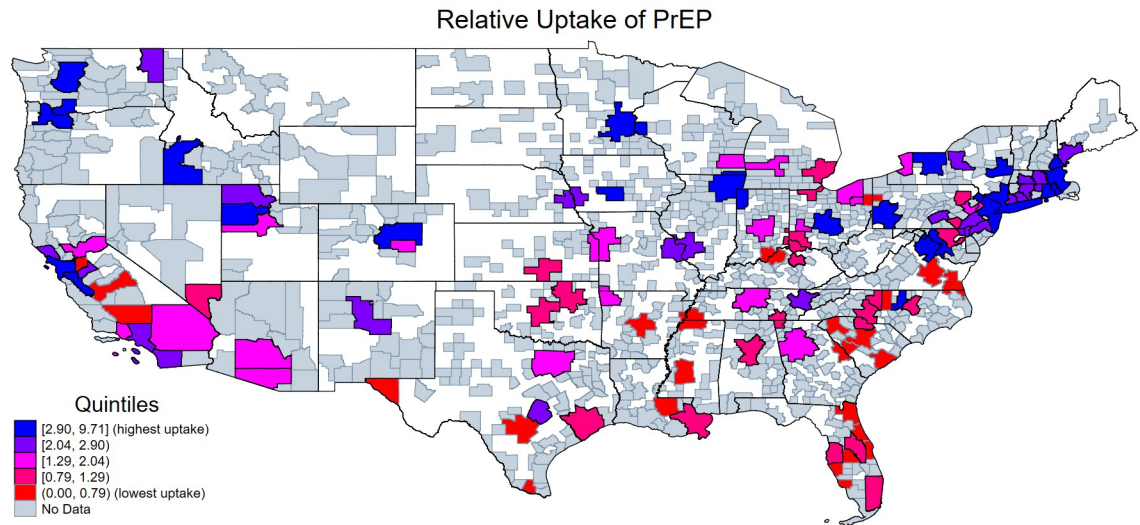 Relative Uptake of PrEP
Quintiles
[2.90, 9.71] (highest uptake)
[2.04, 2.90)
[1.29, 2.04)
[0.79, 1.29)
(0.00, 0.79) (lowest uptake)
No Data